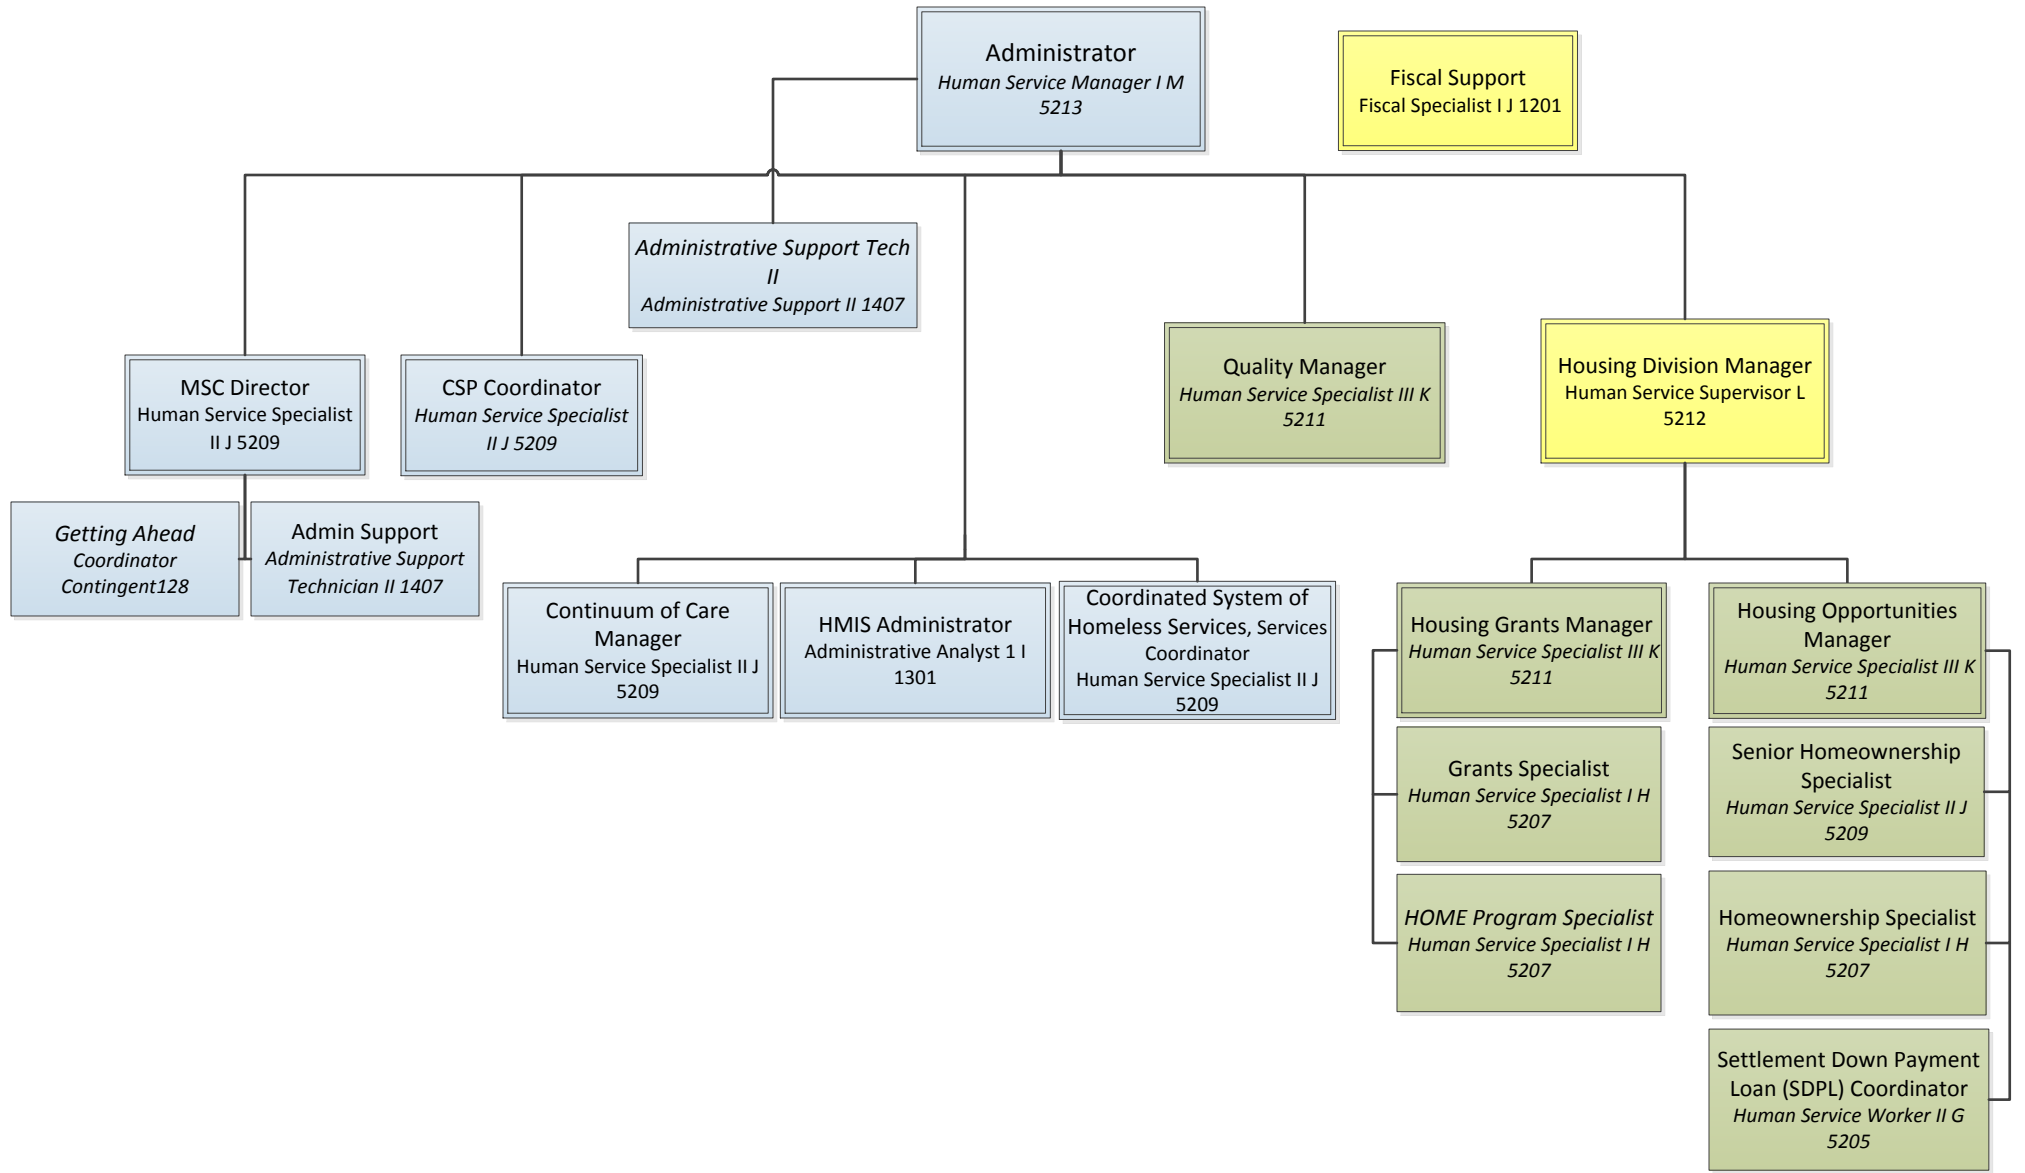 Administrator
Human Service Manager I M
5213
Fiscal Support
Fiscal Specialist I J 1201
Administrative Support Tech
II
Administrative Support II 1407
MSC Director
Human Service Specialist
II J 5209
CSP Coordinator
Human Service Specialist
II J 5209
Quality Manager
Human Service Specialist III K
5211
Housing Division Manager
Human Service Supervisor L
5212
Getting Ahead
Coordinator
Contingent128
Admin Support
Administrative Support
Technician II 1407
Continuum of Care
Manager
Human Service Specialist II J
5209
HMIS Administrator
Administrative Analyst 1 I
1301
Coordinated System of
Homeless Services, Services
Coordinator
Human Service Specialist II J
5209
Housing Grants Manager
Human Service Specialist III K
5211
Housing Opportunities
Manager
Human Service Specialist III K
5211
Grants Specialist
Human Service Specialist I H
5207
Senior Homeownership
Specialist
Human Service Specialist II J
5209
HOME Program Specialist
Human Service Specialist I H
5207
Homeownership Specialist
Human Service Specialist I H
5207
Settlement Down Payment
Loan (SDPL) Coordinator
Human Service Worker II G
5205